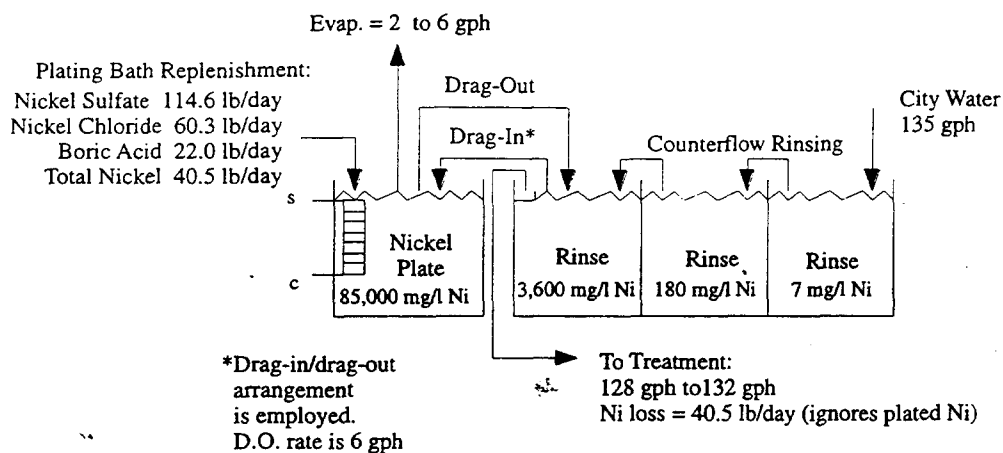 Evap. = 2 to 6 gph
Plating Bath Replenishment:
Nickel Sulfate 114.6 lb/day
Nickel Chloride 60.3 lb/day
Boric Acid 22.0 lb/day
Total Nickel 40.5 lb/day
Drag-Out
Drag-In*
Counterflow Rinsing
City Water
135 gph
s
c
Nickel
Plate
85,000 mg/l Ni
Rinse
3,600 mg/l Ni
Rinse
180 mg/l Ni
Rinse
7 mg/l Ni
*Drag-in/drag-out
arrangement
is employed.
D.O. rate is 6 gph
To Treatment:
128 gph to132 gph
Ni loss = 40.5 lb/day (ignores plated Ni)